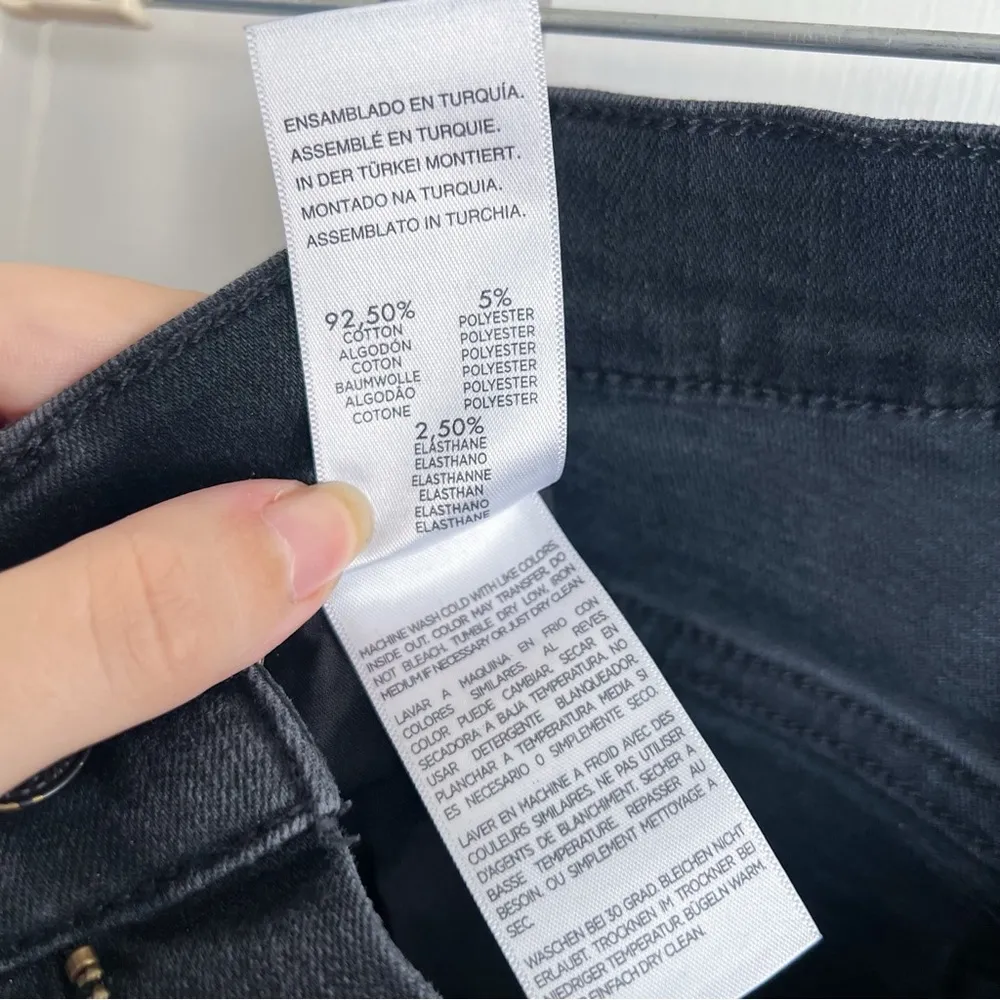 ENSAMBLADO EN TURQUÍA.
ASSEMBLÉ EN TURQUIE.
IN DER TÜRKEI MONTIERT.
MONTADO NA TURQUIA.
ASSEMBLATO IN TURCHIA.
92,50%
COTTON
ALGODÓN
COTON
BAUMWOLLE
ALGODÃO
COTONE
5%
POLYESTER
POLYESTER
POLYESTER
POLYESTER
POLYESTER
POLYESTER
2,50%
ELASTHANE
ELASTHANO
ELASTHANNE
ELASTHAN
ELASTHANO
ELASTHANE
MACHINE WASH COLD WITH LIKE COLORS,
INSIDE OUT. COLOR MAY TRANSFER. DO
NOT BLEACH. TUMBLE DRY LOW, IRON
MEDIUM IF NECESSARY OR JUST DRY CLEAN.
LAVAR A MAQUINA EN FRIO CON
COLORES SIMILARES, AL REVES.
COLOR PUEDE CAMBIAR SECAR EN
SECADORA A BAJA TEMPERATURA. NO
USAR DETERGENTE BLANQUEADOR.
PLANCHAR A TEMPERATURA MEDIA SI
ES NECESARIO O SIMPLEMENTE SECO.
LAVER EN MACHINE A FROID AVEC DES
COULEURS SIMILAIRES. NE PAS UTILISER
D'AGENTS DE BLANCHIMENT. SECHER A
BASSE TEMPERATURE. REPASSER AU
BESOIN. OU SIMPLEMENT METTOYAGE A
SEC
WASCHEN BEI 30 GRAD BLEICHEN NICHT
ERLAUBT. TROCKNEN IM TROCKNER BEI
NIEDRIGER TEMPERATUR. BÜGELN WARM
EINFACH DRY CLEAN.